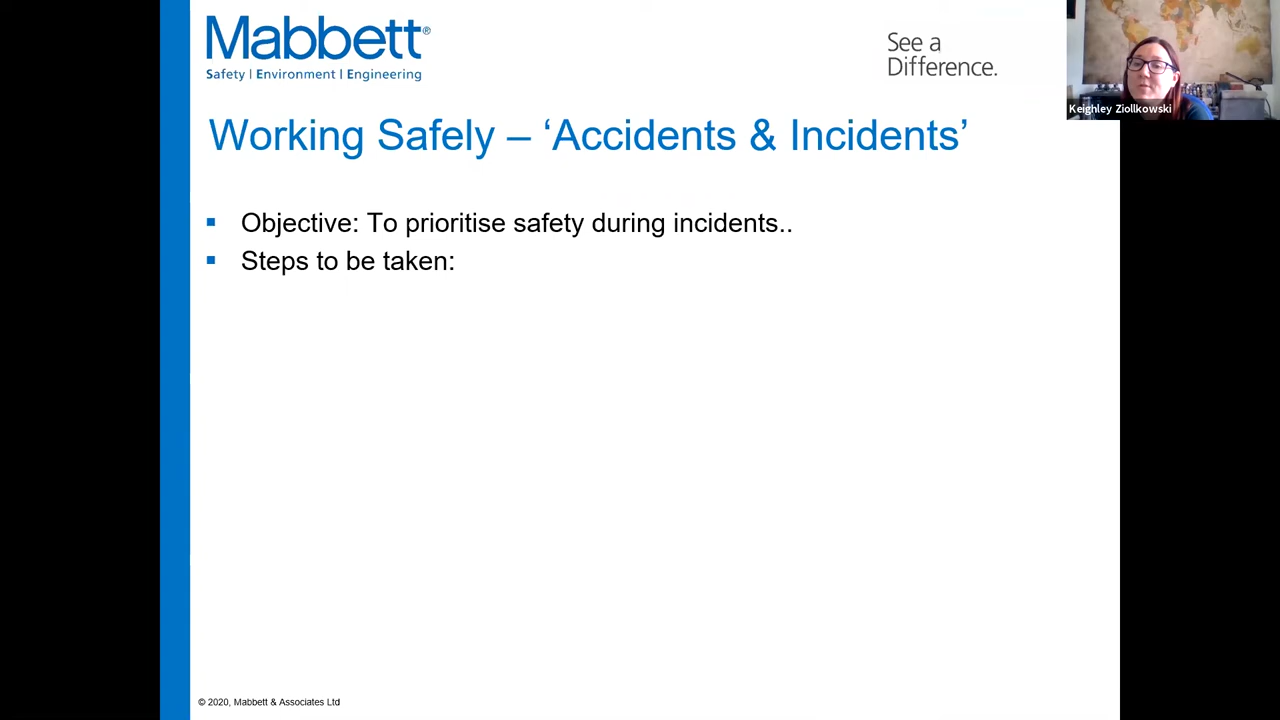 Mabbett®
Safety | Environment | Engineering
See a
Difference.
Keighley Ziollkowski
Working Safely – ‘Accidents & Incidents’
▪ Objective: To prioritise safety during incidents..
▪ Steps to be taken:
© 2020, Mabbett & Associates Ltd